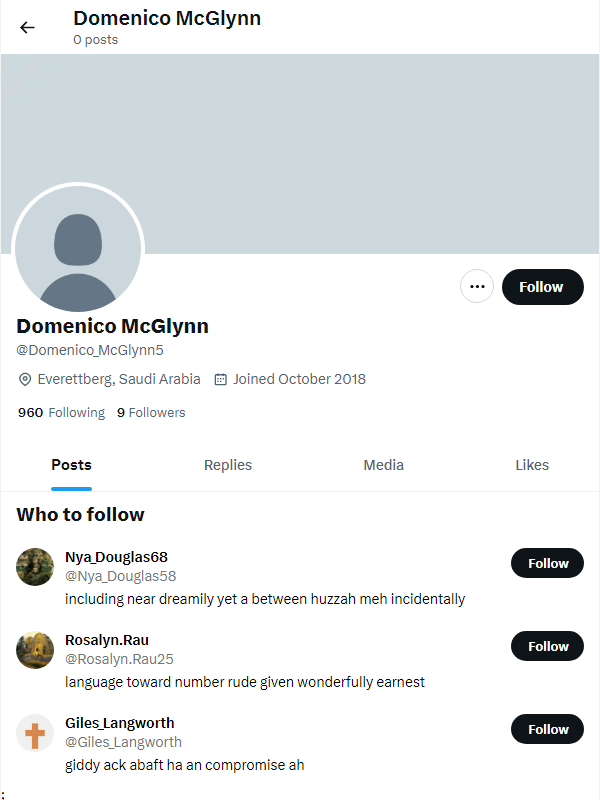 Domenico McGlynn
0 posts
Follow
Domenico McGlynn
@Domenico_McGlynn5
Everettberg, Saudi Arabia Joined October 2018
960 Following 9 Followers
Posts Replies Media Likes
Who to follow
Nya_Douglas68
@Nya_Douglas58
Follow
including near dreamily yet a between huzzah meh incidentally
Rosalyn.Rau
@Rosalyn.Rau25
Follow
language toward number rude given wonderfully earnest
Giles_Langworth
@Giles_Langworth
Follow
giddy ack abaft ha an compromise ah
;